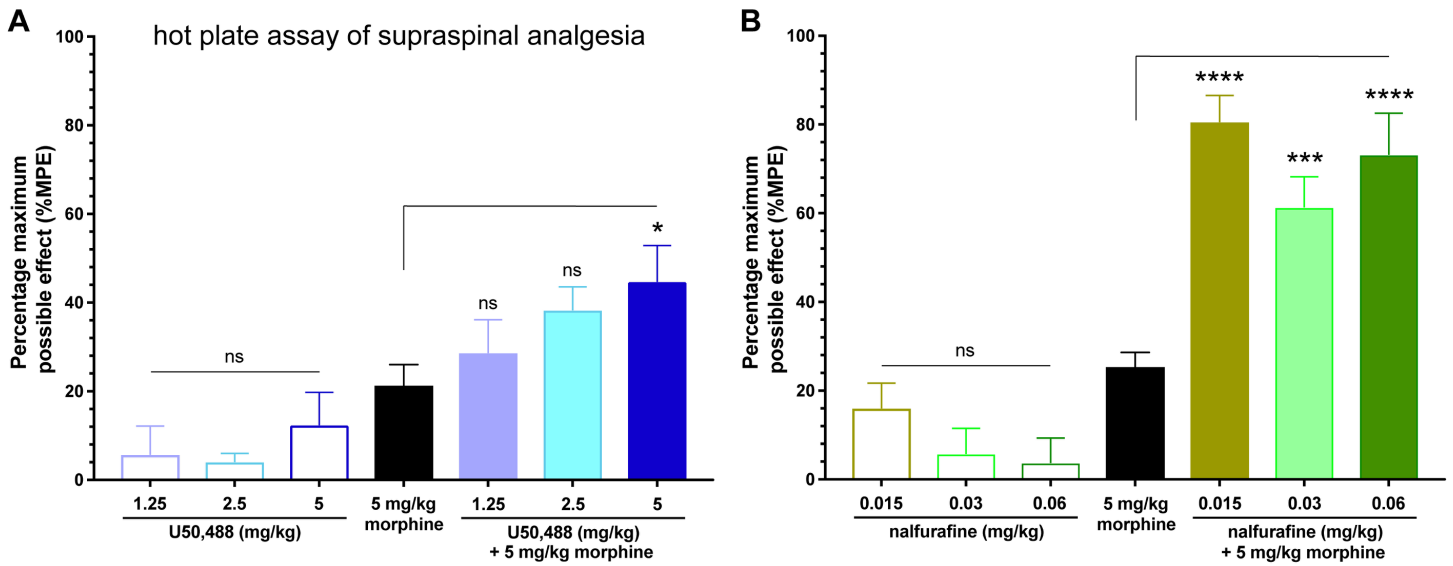 A
hot plate assay of supraspinal analgesia
Percentage maximum
possible effect (%MPE)
100
80
60
40
20
0
ns
ns
ns
*
1.25
2.5
5
5 mg/kg
morphine
1.25
2.5
5
U50,488 (mg/kg)
U50,488 (mg/kg)
+ 5 mg/kg morphine
B
Percentage maximum
possible effect (%MPE)
100
80
60
40
20
0
ns
****
***
****
0.015
0.03
0.06
5 mg/kg
morphine
0.015
0.03
0.06
nalfurafine (mg/kg)
nalfurafine (mg/kg)
+ 5 mg/kg morphine